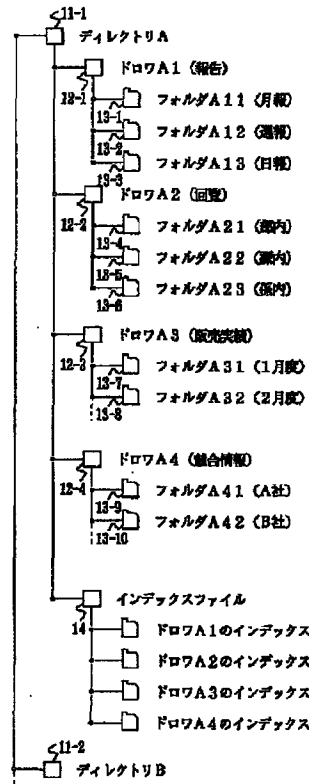 11-1
ディレクトリA
ドロワA1 (報告)
12-1
フォルダA11 (月報)
13-1
フォルダA12 (週報)
13-2
フォルダA13 (日報)
13-3
ドロワA2 (回覧)
12-2
フォルダA21 (部内)
13-4
フォルダA22 (課内)
13-5
フォルダA23 (係内)
13-6
ドロワA3 (販売実績)
12-3
フォルダA31 (1月度)
13-7
フォルダA32 (2月度)
13-8
ドロワA4 (競合情報)
12-4
フォルダA41 (A社)
13-9
フォルダA42 (B社)
13-10
インデックスファイル
14
ドロワA1のインデックス
ドロワA2のインデックス
ドロワA3のインデックス
ドロワA4のインデックス
11-2
ディレクトリB